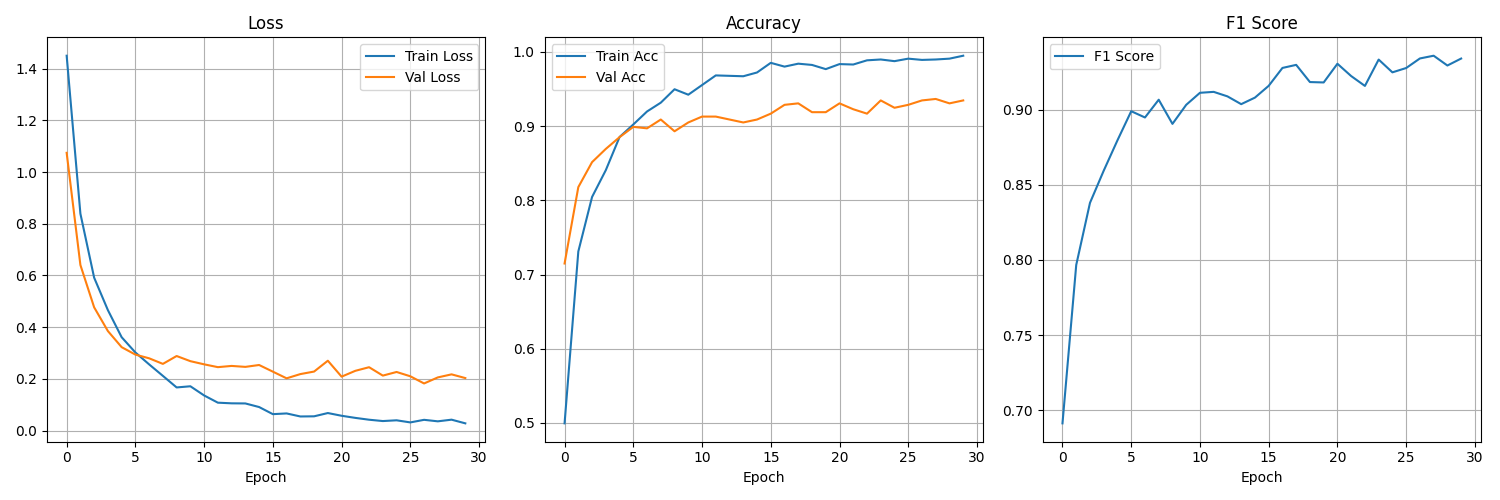 Loss
1.4
1.2
1.0
0.8
0.6
0.4
0.2
0.0
0 5 10 15 20 25 30
Epoch
Train Loss
Val Loss
Accuracy
1.0
0.9
0.8
0.7
0.6
0.5
0 5 10 15 20 25 30
Epoch
Train Acc
Val Acc
F1 Score
0.90
0.85
0.80
0.75
0.70
0 5 10 15 20 25 30
Epoch
F1 Score